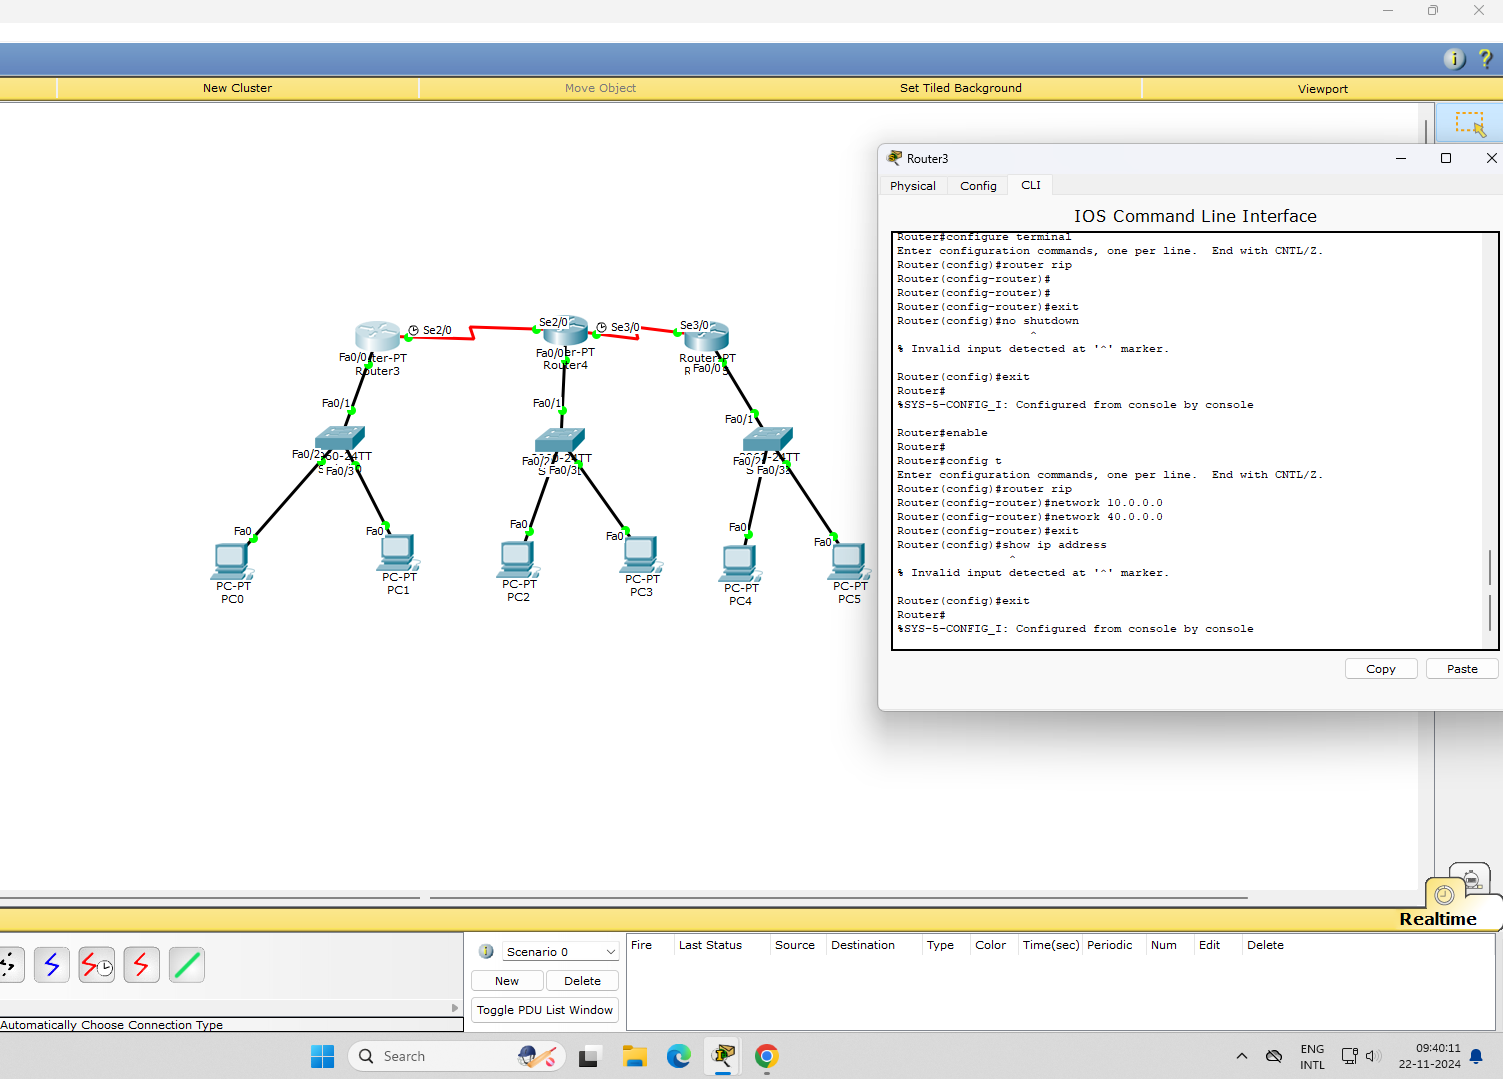 New Cluster
Move Object
Set Tiled Background
Viewport
Router3
Physical
Config
CLI
IOS Command Line Interface
Router#configure terminal
Enter configuration commands, one per line.  End with CNTL/Z.
Router(config)#router rip
Router(config-router)#
Router(config-router)#
Router(config-router)#exit
Router(config)#no shutdown
^
% Invalid input detected at '^' marker.
Router(config)#exit
Router#
%SYS-5-CONFIG_I: Configured from console by console
Router#enable
Router#
Router#config t
Enter configuration commands, one per line.  End with CNTL/Z.
Router(config)#router rip
Router(config-router)#network 10.0.0.0
Router(config-router)#network 40.0.0.0
Router(config-router)#exit
Router(config)#show ip address
^
% Invalid input detected at '^' marker.
Router(config)#exit
Router#
%SYS-5-CONFIG_I: Configured from console by console
Copy
Paste
Se2/0
Se2/0
Se3/0
Se3/0
Fa0/0
Router3
Fa0/0
Router4
Router-PT
Fa0/0
Fa0/1
Fa0/1
Fa0/1
Fa0/2
Fa0/3
Fa0/2
Fa0/3
Fa0/2
Fa0/3
Fa0
Fa0
Fa0
Fa0
Fa0
Fa0
PC-PT
PC0
PC-PT
PC1
PC-PT
PC2
PC-PT
PC3
PC-PT
PC4
PC-PT
PC5
Realtime
Scenario 0
New
Delete
Toggle PDU List Window
Fire
Last Status
Source
Destination
Type
Color
Time(sec)
Periodic
Num
Edit
Delete
Automatically Choose Connection Type
Search
ENG
INTL
09:40:11
22-11-2024